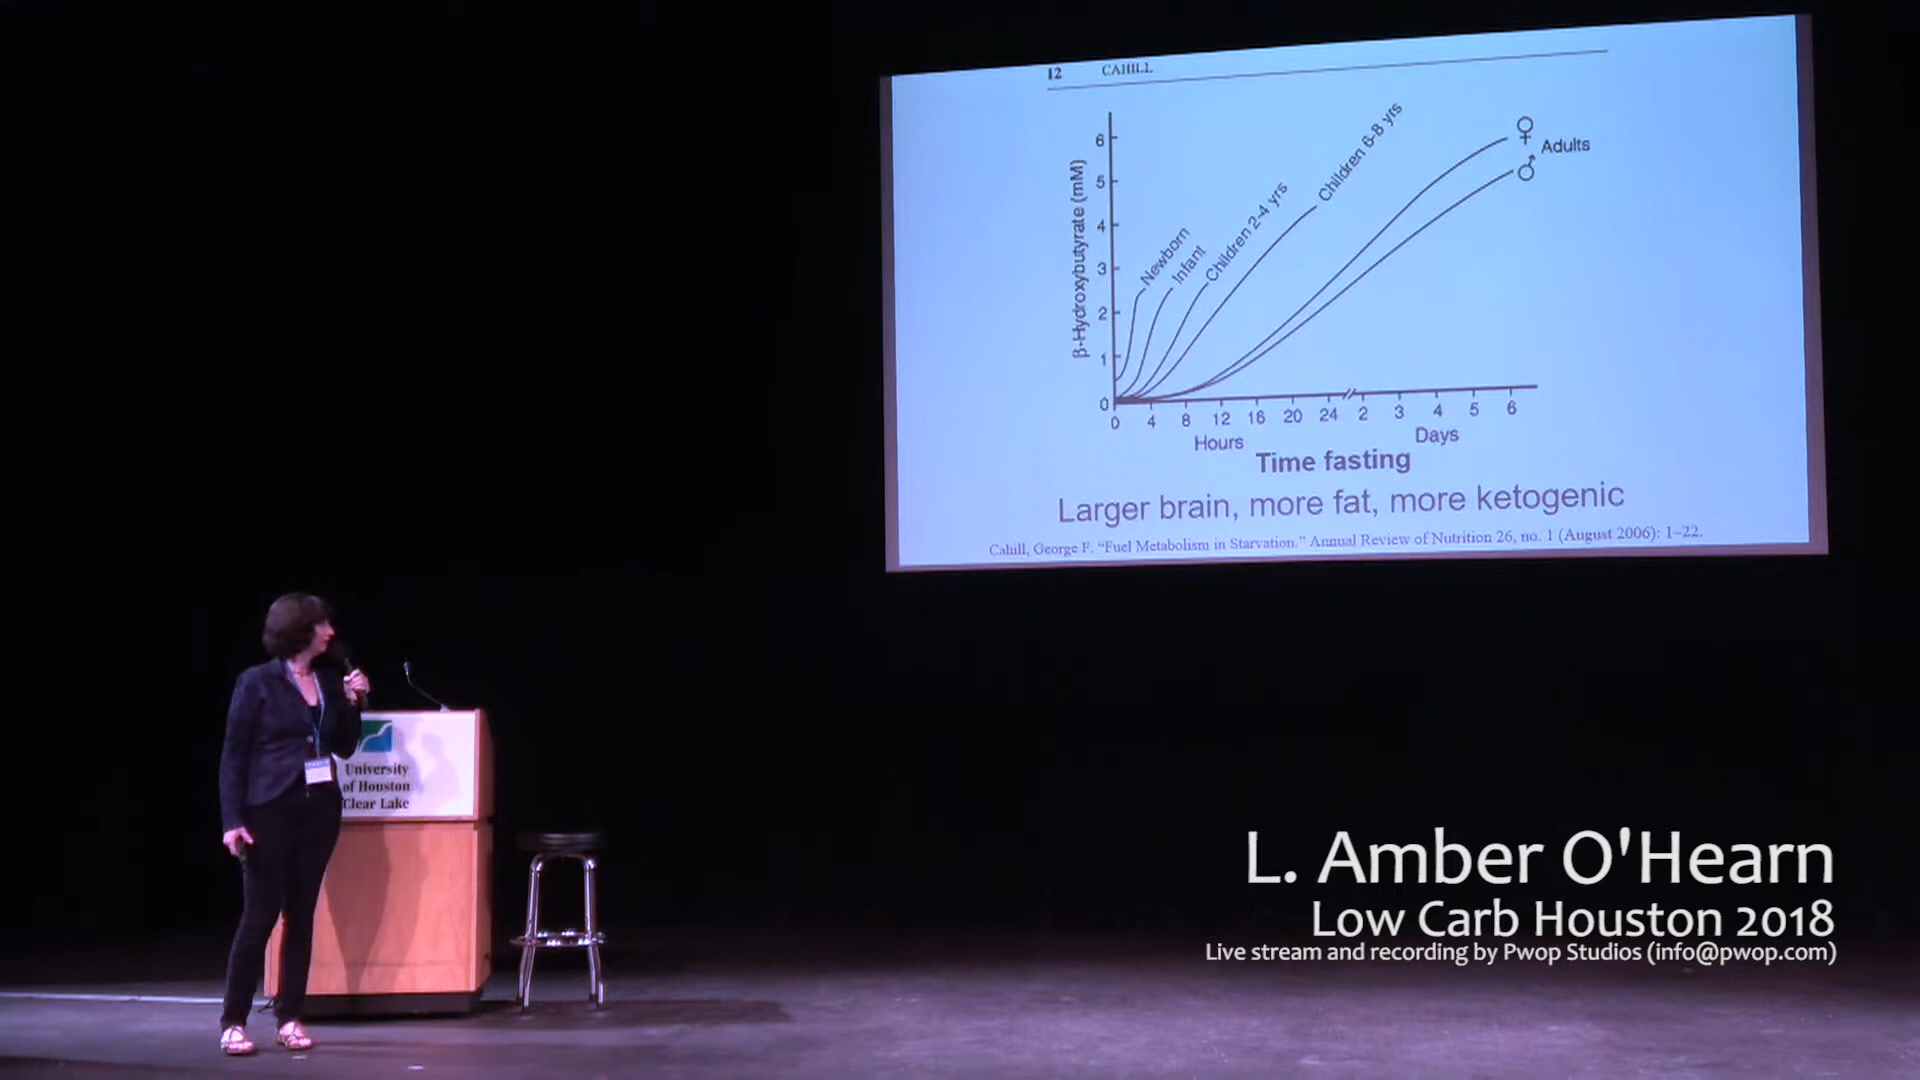 12 CAHILL
β-Hydroxybutyrate (mM)
6
5
4
3
2
1
0
Newborn
Infant
Children 2-4 yrs
Children 6-8 yrs
♀
♂
Adults
0 4 8 12 16 20 24 2 3 4 5 6
Hours
Days
Time fasting
Larger brain, more fat, more ketogenic
Cahill, George F. “Fuel Metabolism in Starvation.” Annual Review of Nutrition 26, no. 1 (August 2006): 1–22.
University
of Houston
Clear Lake
L. Amber O'Hearn
Low Carb Houston 2018
Live stream and recording by Pwop Studios (info@pwop.com)